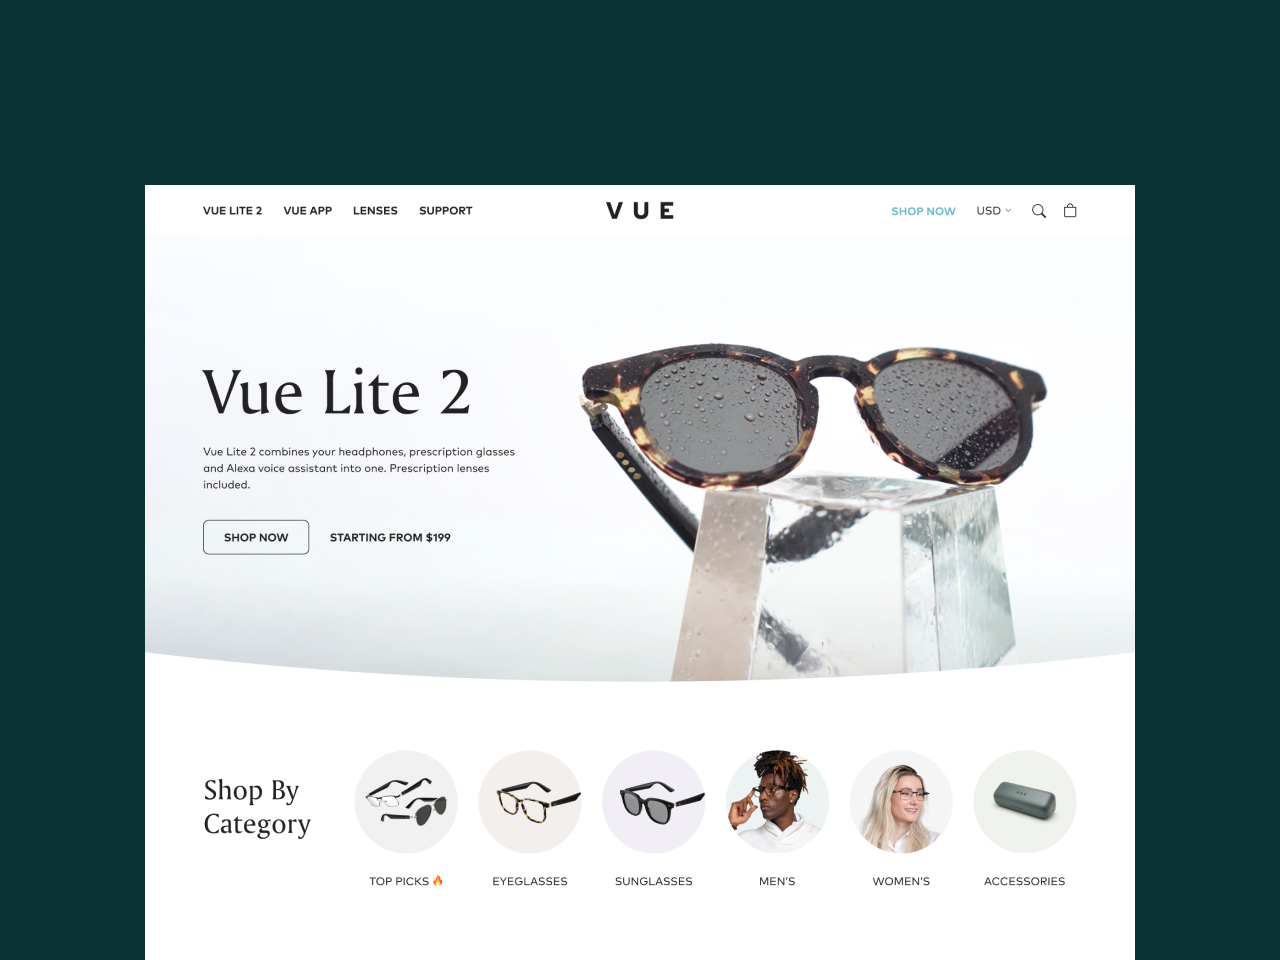 VUE LITE 2 VUE APP LENSES SUPPORT VUE SHOP NOW USD
Vue Lite 2
Vue Lite 2 combines your headphones, prescription glasses
and Alexa voice assistant into one. Prescription lenses
included.
SHOP NOW STARTING FROM $199
Shop By
Category
TOP PICKS 🔥 EYEGLASSES SUNGLASSES MEN'S WOMEN'S ACCESSORIES